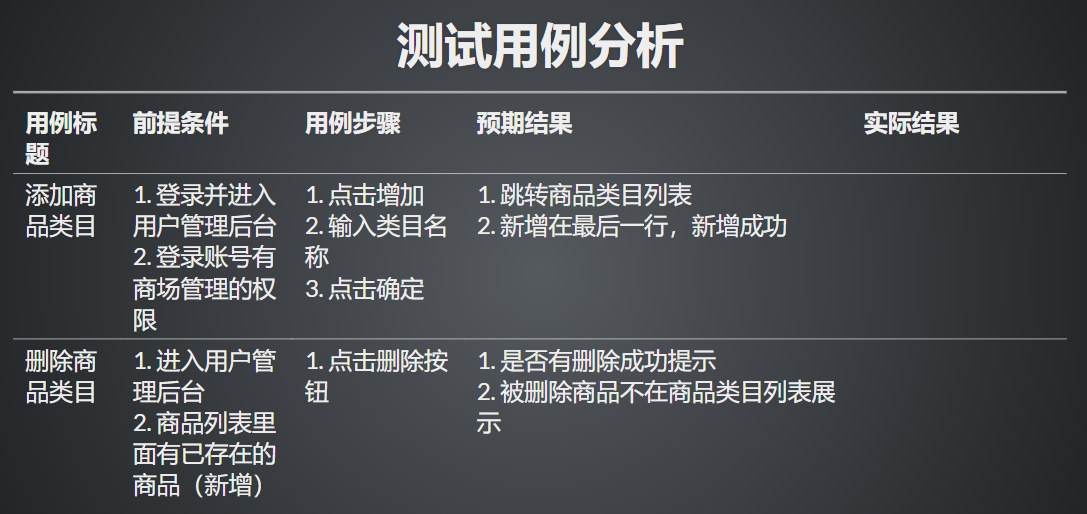 测试用例分析
用例标
题
前提条件
用例步骤
预期结果
实际结果
添加商
品类目
1. 登录并进入
用户管理后台
2. 登录账号有
商场管理的权
限
1. 点击增加
2. 输入类目名
称
3. 点击确定
1. 跳转商品类目列表
2. 新增在最后一行，新增成功
删除商
品类目
1. 进入用户管
理后台
2. 商品列表里
面有已存在的
商品（新增）
1. 点击删除按
钮
1. 是否有删除成功提示
2. 被删除商品不在商品类目列表展
示